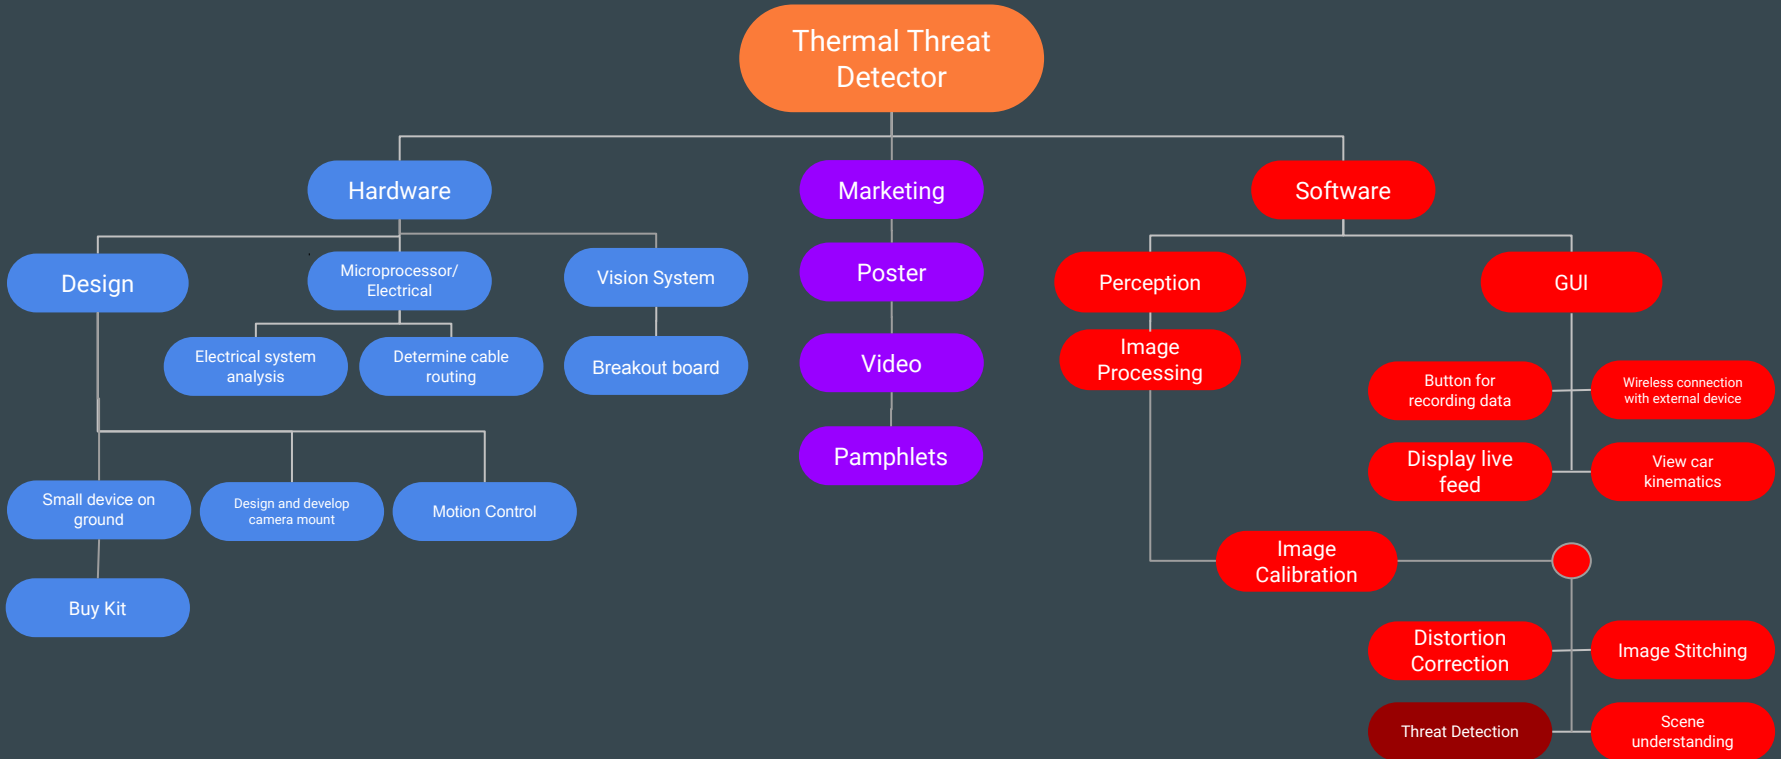 Thermal Threat
Detector
Hardware
Marketing
Software
Design
Microprocessor/
Electrical
Vision System
Poster
Perception
GUI
Electrical system
analysis
Determine cable
routing
Breakout board
Video
Image
Processing
Button for
recording data
Wireless connection
with external device
Pamphlets
Display live
feed
View car
kinematics
Small device on
ground
Design and develop
camera mount
Motion Control
Image
Calibration
Buy Kit
Distortion
Correction
Image Stitching
Threat Detection
Scene
understanding